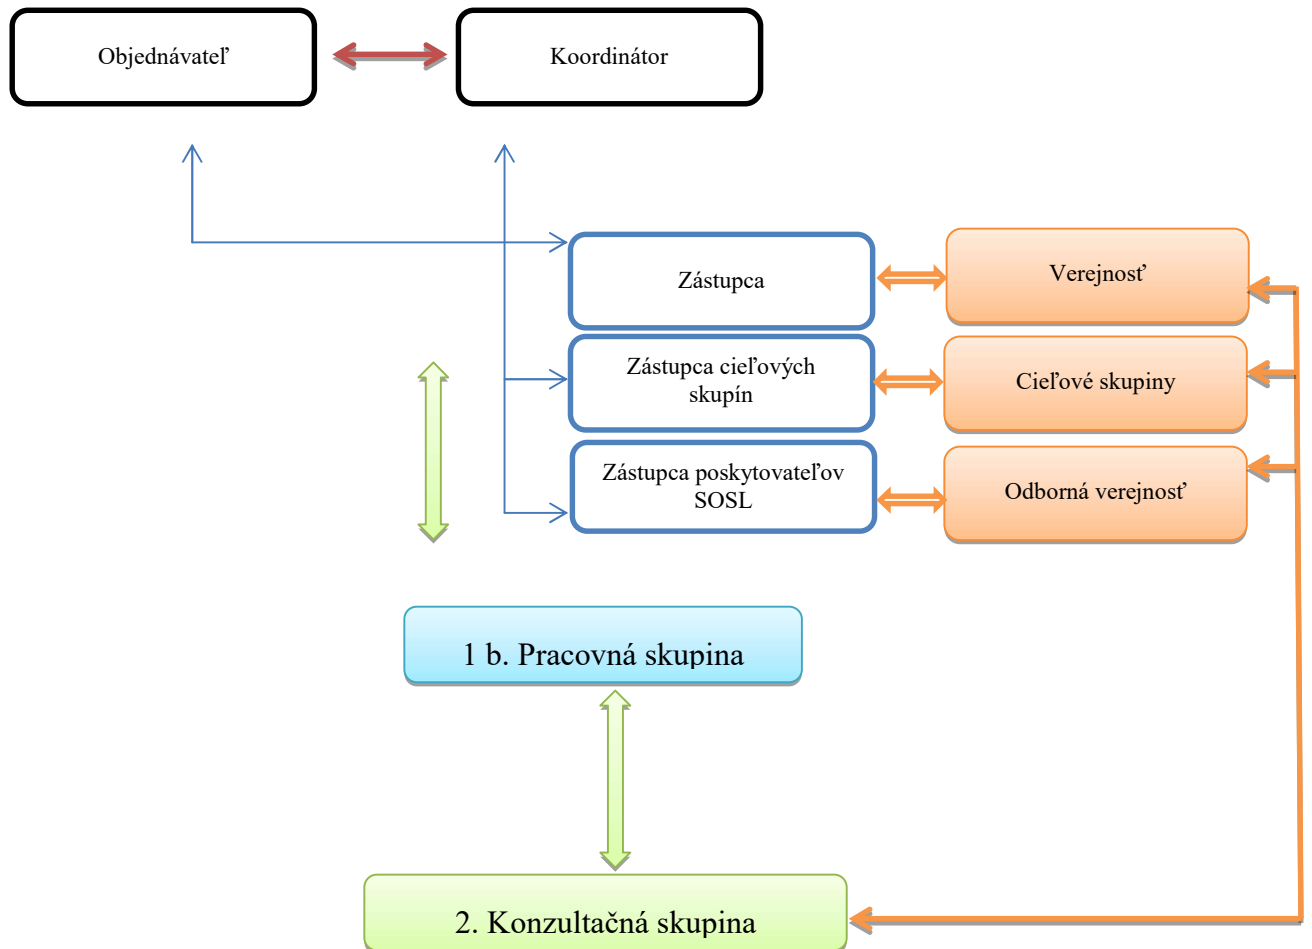 Objednávateľ
Koordinátor
Zástupca
Verejnosť
Zástupca cieľových
skupín
Cieľové skupiny
Zástupca poskytovateľov
SOSL
Odborná verejnosť
1 b. Pracovná skupina
2. Konzultačná skupina